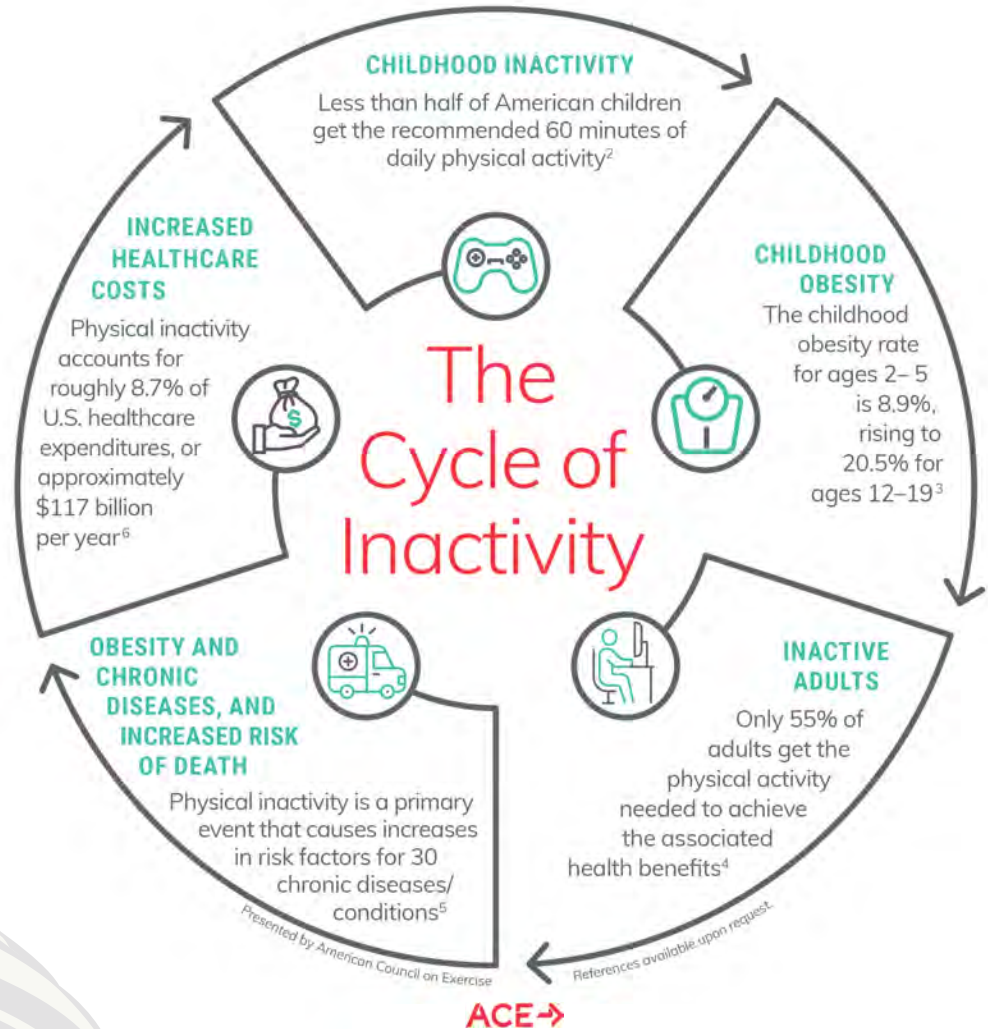 CHILDHOOD INACTIVITY
Less than half of American children
get the recommended 60 minutes of
daily physical activity²
CHILDHOOD
OBESITY
The childhood
obesity rate
for ages 2– 5
is 8.9%,
rising to
20.5% for
ages 12–19³
INACTIVE
ADULTS
Only 55% of
adults get the
physical activity
needed to achieve
the associated
health benefits⁴
OBESITY AND
CHRONIC
DISEASES, AND
INCREASED RISK
OF DEATH
Physical inactivity is a primary
event that causes increases
in risk factors for 30
chronic diseases/
conditions⁵
INCREASED
HEALTHCARE
COSTS
Physical inactivity
accounts for
roughly 8.7% of
U.S. healthcare
expenditures, or
approximately
$117 billion
per year⁶
The
Cycle of
Inactivity
$
Presented by American Council on Exercise
References available upon request.
ACE